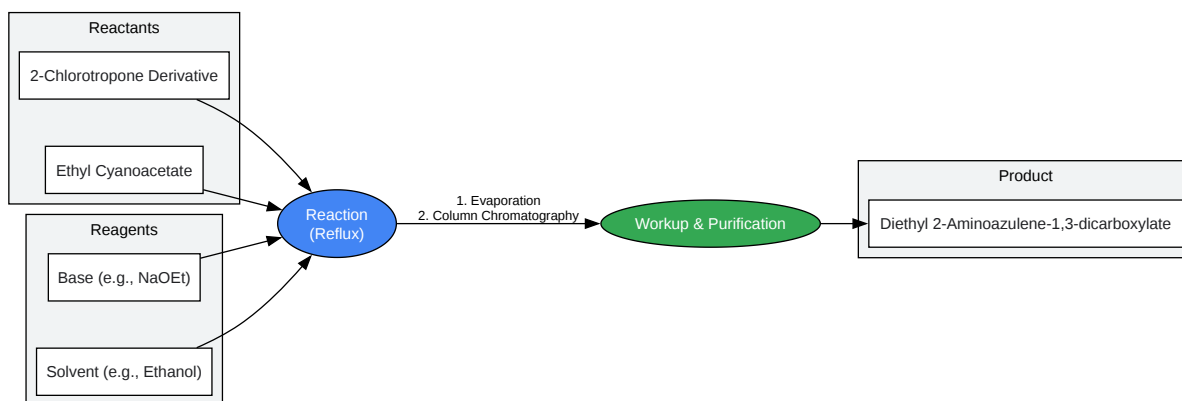 Reactants
2-Chlorotropone Derivative
Ethyl Cyanoacetate
Reagents
Base (e.g., NaOEt)
Solvent (e.g., Ethanol)
Reaction
(Reflux)
1. Evaporation
2. Column Chromatography
Workup & Purification
Product
Diethyl 2-Aminoazulene-1,3-dicarboxylate